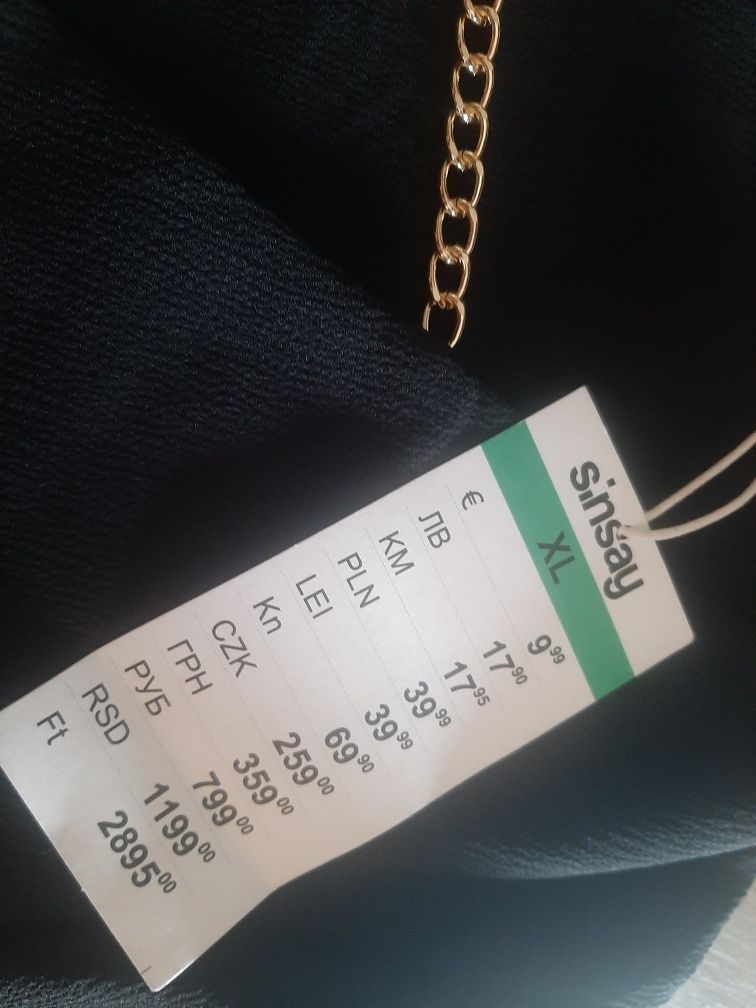 sinsay
XL
€ 9⁹⁹
ЛВ 17⁹⁰
KM 17⁹⁵
PLN 39⁹⁹
LEI 39⁹⁹
Kn 69⁹⁰
CZK 259⁰⁰
ГРН 359⁰⁰
РУБ 799⁰⁰
RSD 1199⁰⁰
Ft 2895⁰⁰